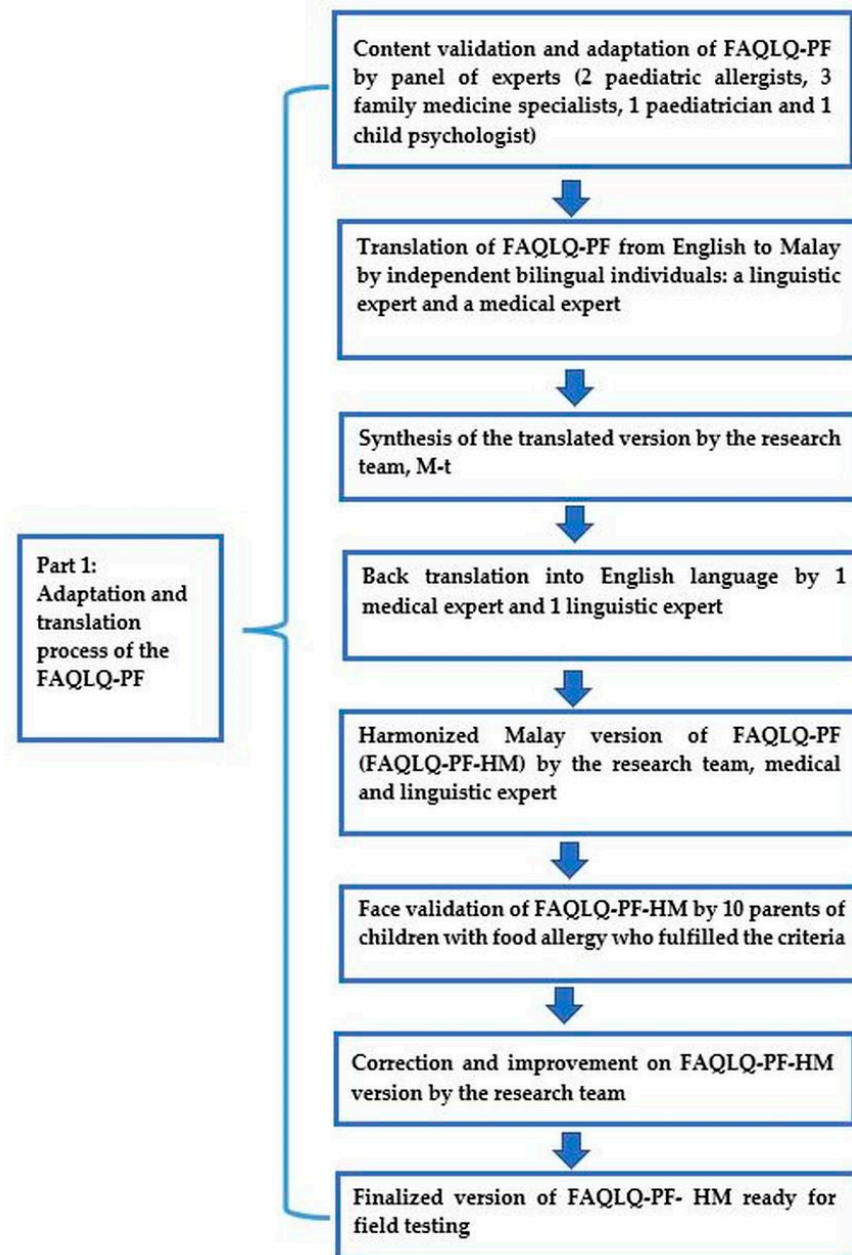 Content validation and adaptation of FAQLQ-PF
by panel of experts (2 paediatric allergists, 3
family medicine specialists, 1 paediatrician and 1
child psychologist)
Translation of FAQLQ-PF from English to Malay
by independent bilingual individuals: a linguistic
expert and a medical expert
Synthesis of the translated version by the research
team, M-t
Part 1:
Adaptation and
translation
process of the
FAQLQ-PF
Back translation into English language by 1
medical expert and 1 linguistic expert
Harmonized Malay version of FAQLQ-PF
(FAQLQ-PF-HM) by the research team, medical
and linguistic expert
Face validation of FAQLQ-PF-HM by 10 parents of
children with food allergy who fulfilled the criteria
Correction and improvement on FAQLQ-PF-HM
version by the research team
Finalized version of FAQLQ-PF- HM ready for
field testing